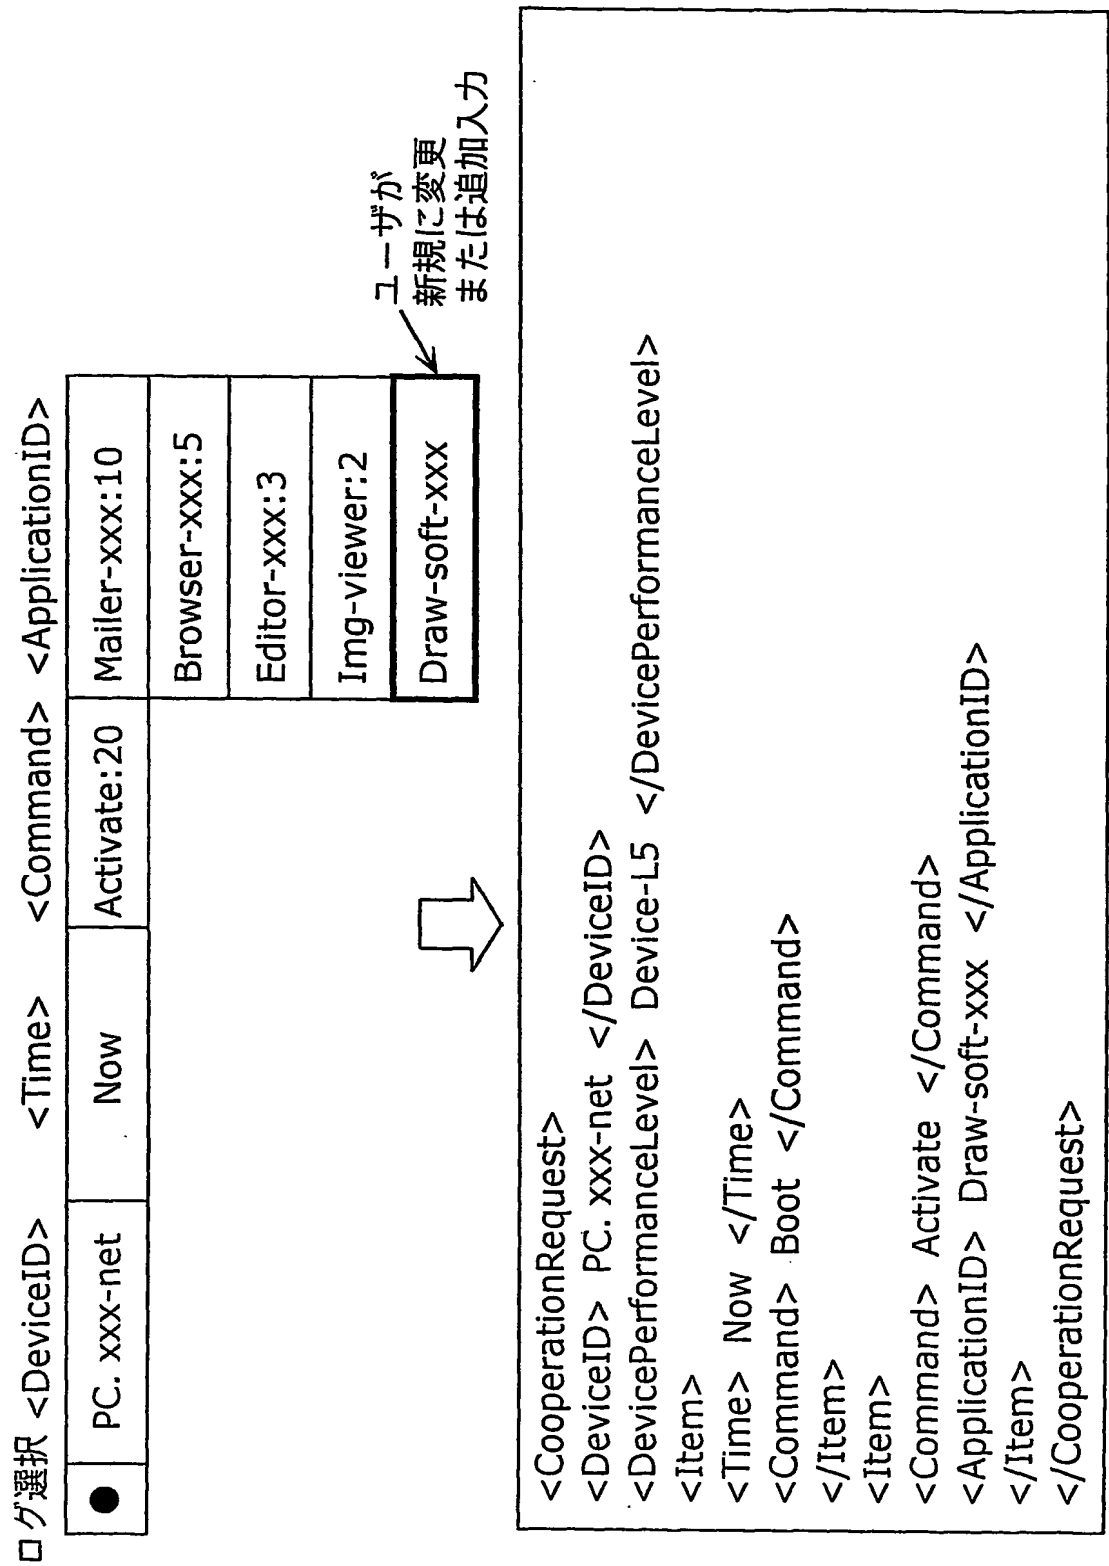 ログ選択 <DeviceID> <Time> <Command> <ApplicationID>
● PC. xxx-net Now Activate:20 Mailer-xxx:10
Browser-xxx:5
Editor-xxx:3
Img-viewer:2
Draw-soft-xxx
ユーザが
新規に変更
または追加入力
<CooperationRequest>
<DeviceID> PC. xxx-net </DeviceID>
<DevicePerformanceLevel> Device-L5 </DevicePerformanceLevel>
<Item>
<Time> Now </Time>
<Command> Boot </Command>
</Item>
<Item>
<Command> Activate </Command>
<ApplicationID> Draw-soft-xxx </ApplicationID>
</Item>
</CooperationRequest>